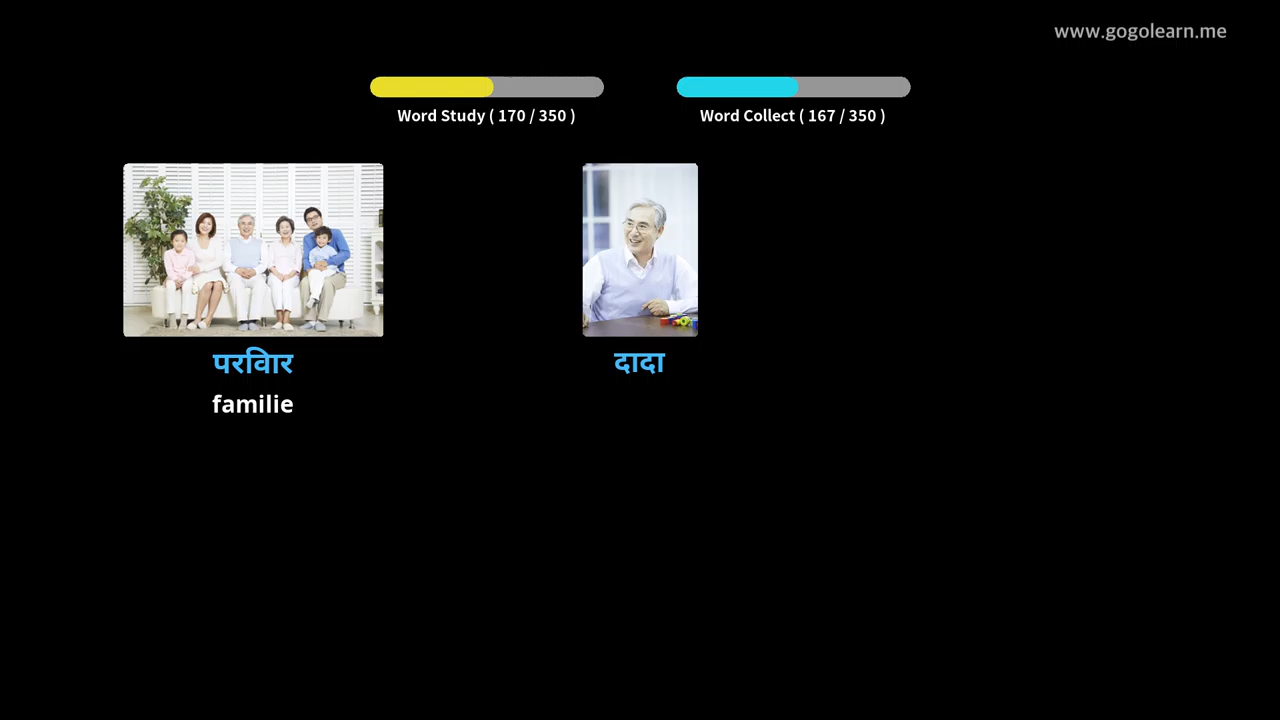 www.gogolearn.me
Word Study ( 170 / 350 )
Word Collect ( 167 / 350 )
परिवार
दादा
familie